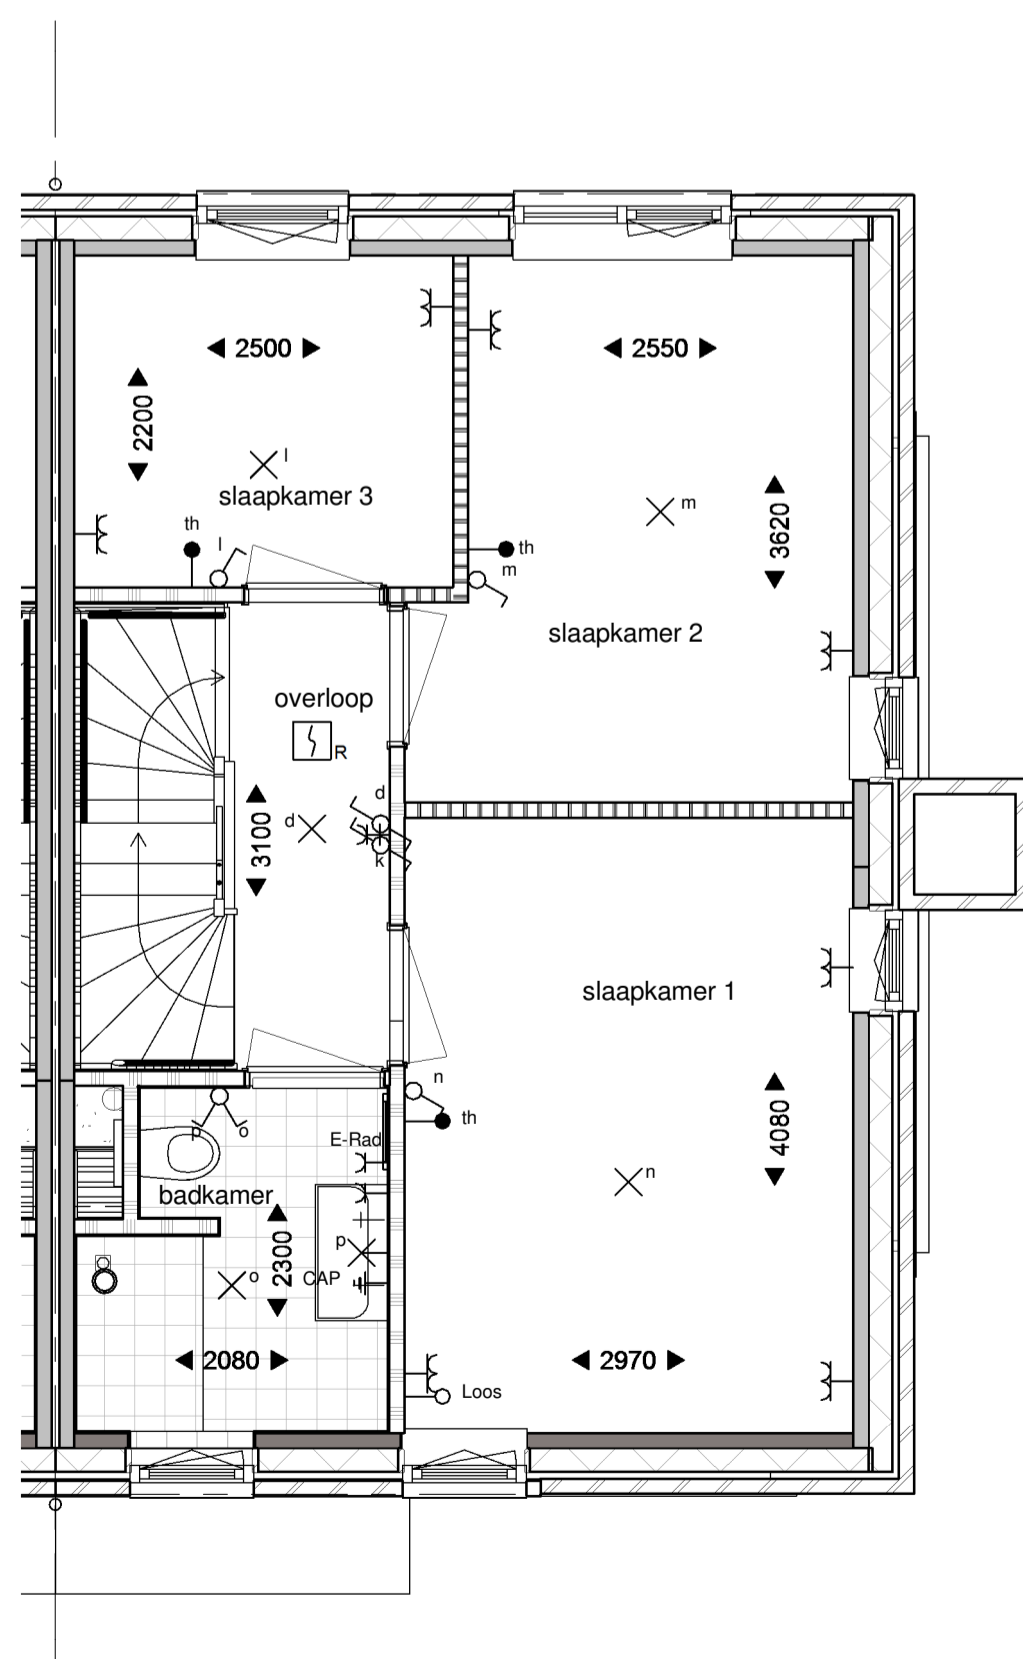 2500
2550
2200
l
slaapkamer 3
m
3620
th
l
th
m
slaapkamer 2
overloop
R
d
d
3100
k
slaapkamer 1
n
th
4080
p
o
E-Rad
n
badkamer
p
2300
o
CAP
2080
2970
Loos